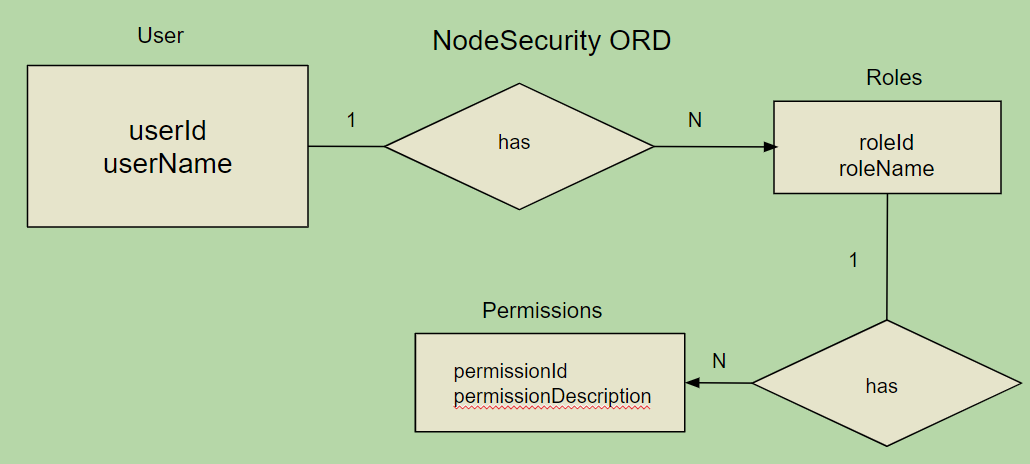 User
NodeSecurity ORD
Roles
userId
userName
1
has
N
roleId
roleName
1
Permissions
permissionId
permissionDescription
N
has